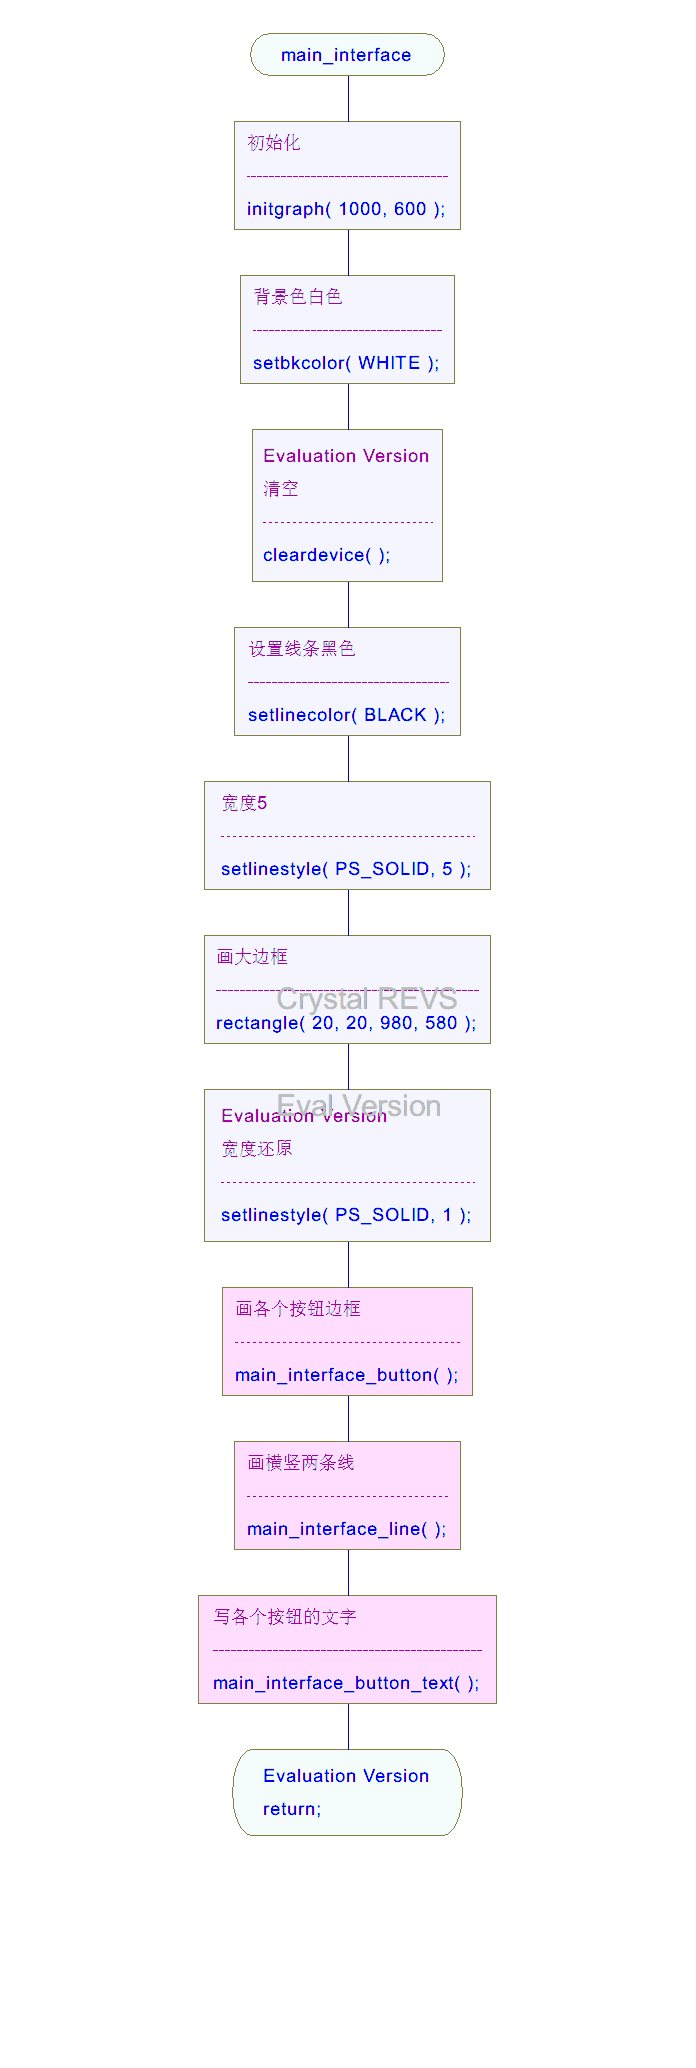 main_interface
初始化
initgraph( 1000, 600 );
背景色白色
setbkcolor( WHITE );
Evaluation Version
清空
cleardevice( );
设置线条黑色
setlinecolor( BLACK );
宽度5
setlinestyle( PS_SOLID, 5 );
画大边框
Crystal REVS
rectangle( 20, 20, 980, 580 );
Eval Version
Evaluation Version
宽度还原
setlinestyle( PS_SOLID, 1 );
画各个按钮边框
main_interface_button( );
画横竖两条线
main_interface_line( );
写各个按钮的文字
main_interface_button_text( );
Evaluation Version
return;